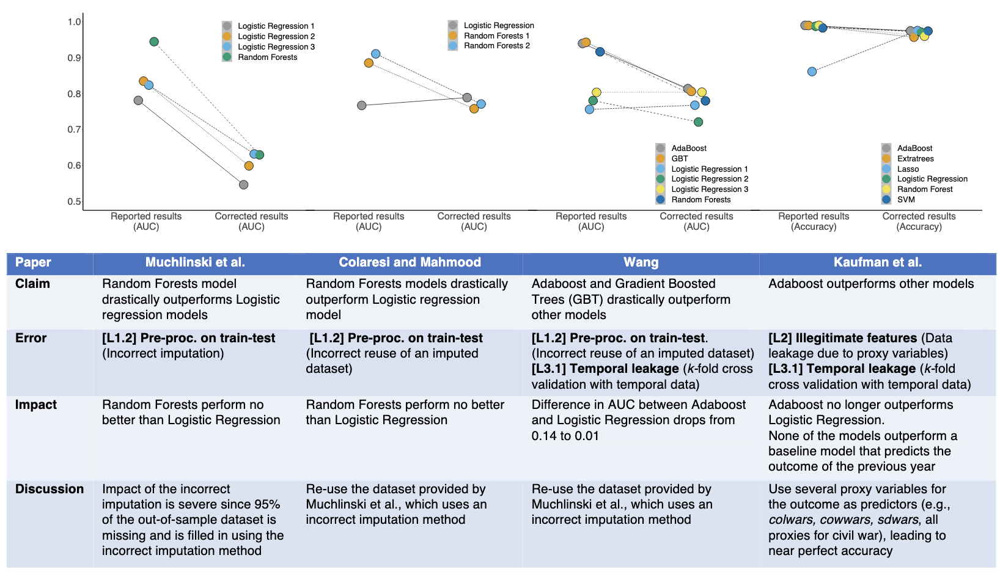 1.0
0.9
0.8
0.7
0.6
0.5
Logistic Regression 1
Logistic Regression 2
Logistic Regression 3
Random Forests
Reported results
(AUC)
Corrected results
(AUC)
Logistic Regression
Random Forests 1
Random Forests 2
Reported results
(AUC)
Corrected results
(AUC)
AdaBoost
GBT
Logistic Regression 1
Logistic Regression 2
Logistic Regression 3
Random Forests
Reported results
(AUC)
Corrected results
(AUC)
AdaBoost
Extratrees
Lasso
Logistic Regression
Random Forest
SVM
Reported results
(Accuracy)
Corrected results
(Accuracy)
Paper
Muchlinski et al.
Colaresi and Mahmood
Wang
Kaufman et al.
Claim
Random Forests model
drastically outperforms Logistic
regression models
Random Forests models drastically
outperform Logistic regression
model
Adaboost and Gradient Boosted
Trees (GBT) drastically outperform
other models
Adaboost outperforms other models
Error
[L1.2] Pre-proc. on train-test
(Incorrect imputation)
[L1.2] Pre-proc. on train-test
(Incorrect reuse of an imputed
dataset)
[L1.2] Pre-proc. on train-test.
(Incorrect reuse of an imputed dataset)
[L3.1] Temporal leakage (k-fold cross
validation with temporal data)
[L2] Illegitimate features (Data
leakage due to proxy variables)
[L3.1] Temporal leakage (k-fold
cross validation with temporal data)
Impact
Random Forests perform no
better than Logistic Regression
Random Forests perform no better
than Logistic Regression
Difference in AUC between Adaboost
and Logistic Regression drops from
0.14 to 0.01
Adaboost no longer outperforms
Logistic Regression.
None of the models outperform a
baseline model that predicts the
outcome of the previous year
Discussion
Impact of the incorrect
imputation is severe since 95%
of the out-of-sample dataset is
missing and is filled in using the
incorrect imputation method
Re-use the dataset provided by
Muchlinski et al., which uses an
incorrect imputation method
Re-use the dataset provided by
Muchlinski et al., which uses an
incorrect imputation method
Use several proxy variables for
the outcome as predictors (e.g.,
colwars, cowwars, sdwars, all
proxies for civil war), leading to
near perfect accuracy